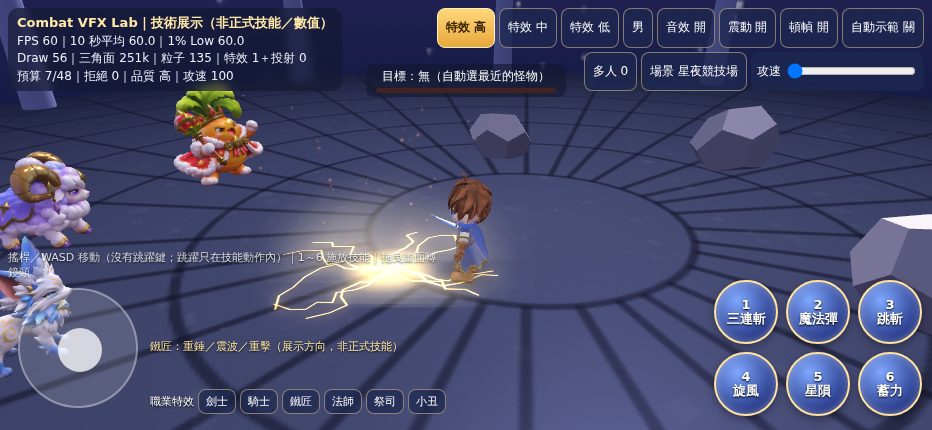 Combat VFX Lab｜技術展示（非正式技能／數值）
FPS 60｜10 秒平均 60.0｜1% Low 60.0
Draw 56｜三角面 251k｜粒子 135｜特效 1＋投射 0
預算 7/48｜拒絕 0｜品質 高｜攻速 100
特效 高
特效 中
特效 低
男
音效 開
震動 開
頓幀 開
自動示範 關
目標：無（自動選最近的怪物）
多人 0
場景 星夜競技場
攻速
搖桿／WASD 移動（沒有跳躍鍵；跳躍只在技能動作內）｜1～6 施放技能｜拖曳畫面轉
鏡頭
1
三連斬
2
魔法彈
3
跳斬
4
旋風
5
星隕
6
蓄力
鐵匠：重錘／震波／重擊（展示方向，非正式技能）
職業特效
劍士
騎士
鐵匠
法師
祭司
小丑